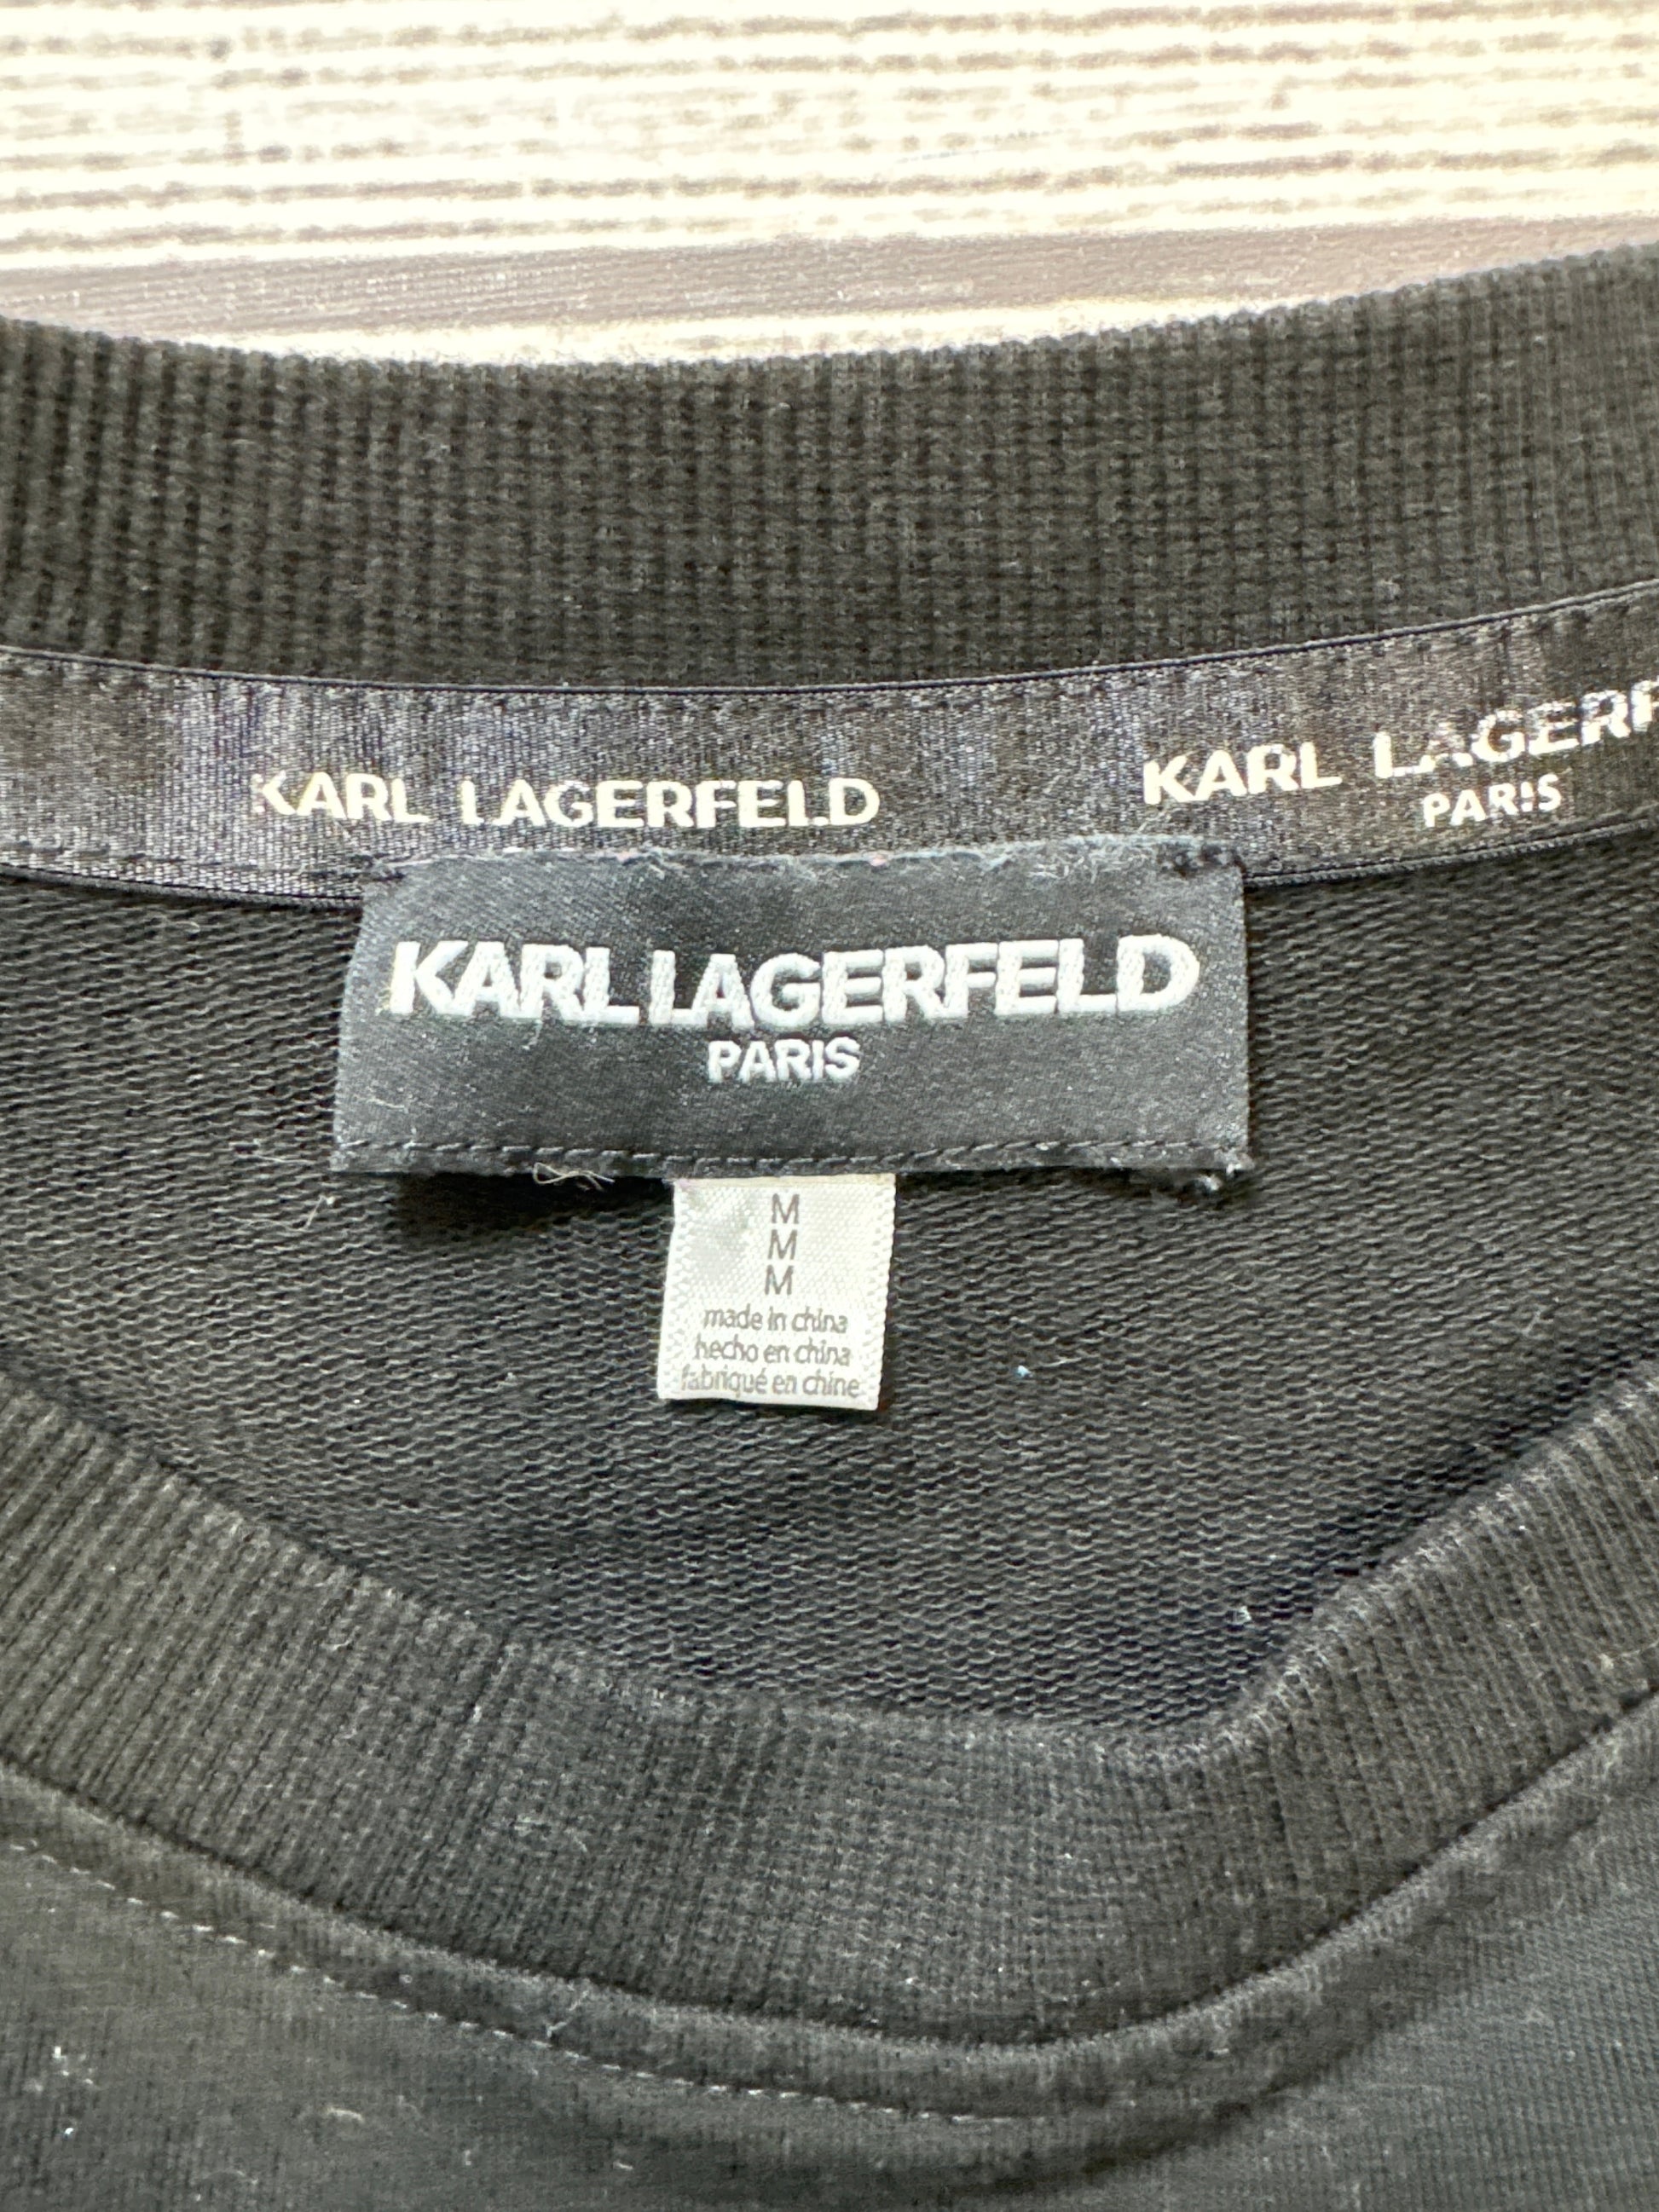 KARL LAGERFELD
KARL LAGERF
PARIS
KARL LAGERFELD
PARIS
M
M
M
made in china
hecho en china
fabriqué en chine